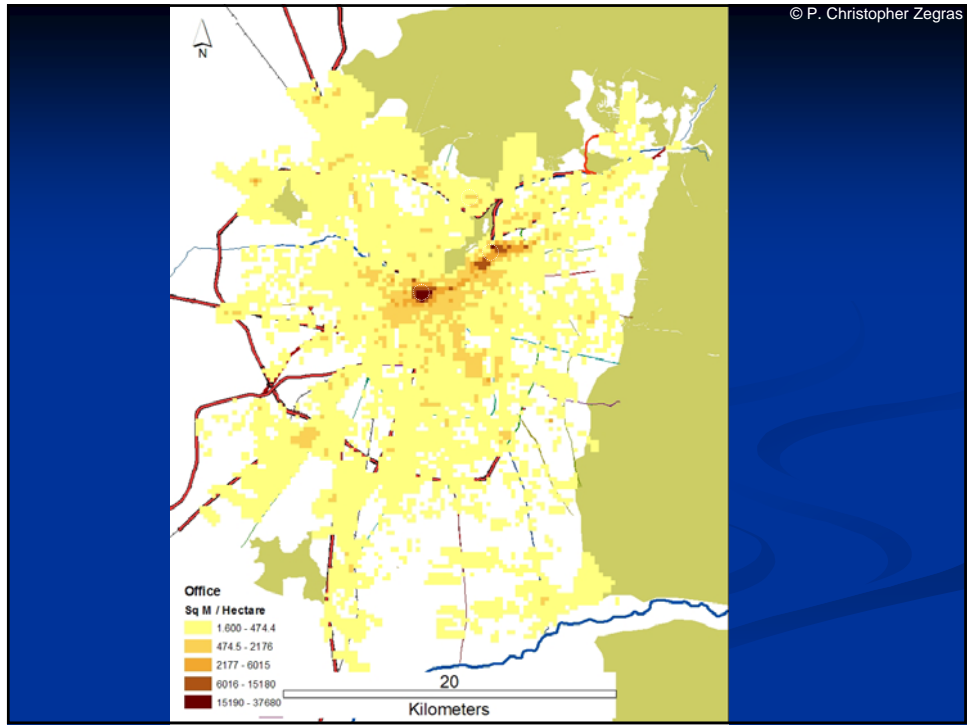 © P. Christopher Zegras
N
Office
Sq M / Hectare
1.600 - 474.4
474.5 - 2176
2177 - 6015
6016 - 15180
15190 - 37680
20
Kilometers